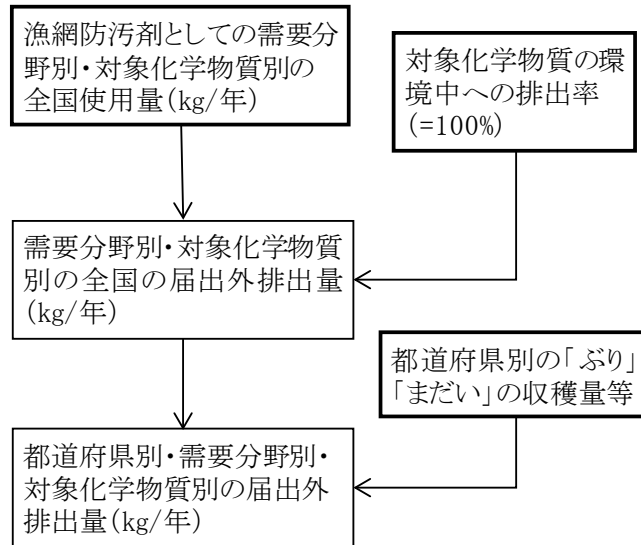 漁網防汚剤としての需要分
野別・対象化学物質別の
全国使用量(kg/年)
対象化学物質の環
境中への排出率
(=100%)
需要分野別・対象化学物質
別の全国の届出外排出量
(kg/年)
都道府県別の「ぶり」
「まだい」の収穫量等
都道府県別・需要分野別・
対象化学物質別の届出外
排出量(kg/年)